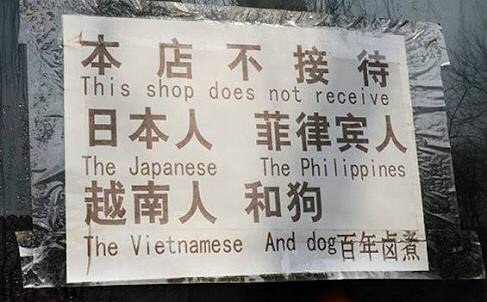 本店不接待
This shop does not receive
日本人 菲律宾人
The Japanese The Philippines
越南人 和狗
The Vietnamese And dog百年卤煮